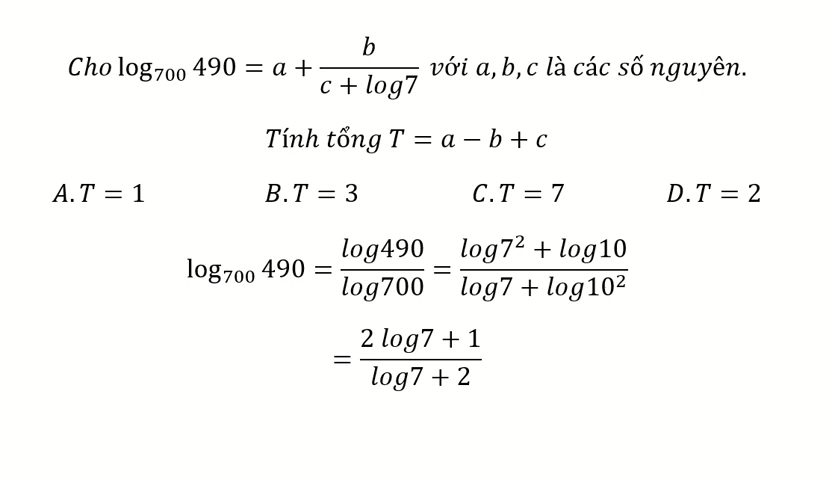 Cho log₇₀₀ 490 = a + b/(c + log7) với a, b, c là các số nguyên.
Tính tổng T = a − b + c
A. T = 1 B. T = 3 C. T = 7 D. T = 2
log₇₀₀ 490 = log490/log700 = (log7² + log10)/(log7 + log10²)
= (2 log7 + 1)/(log7 + 2)